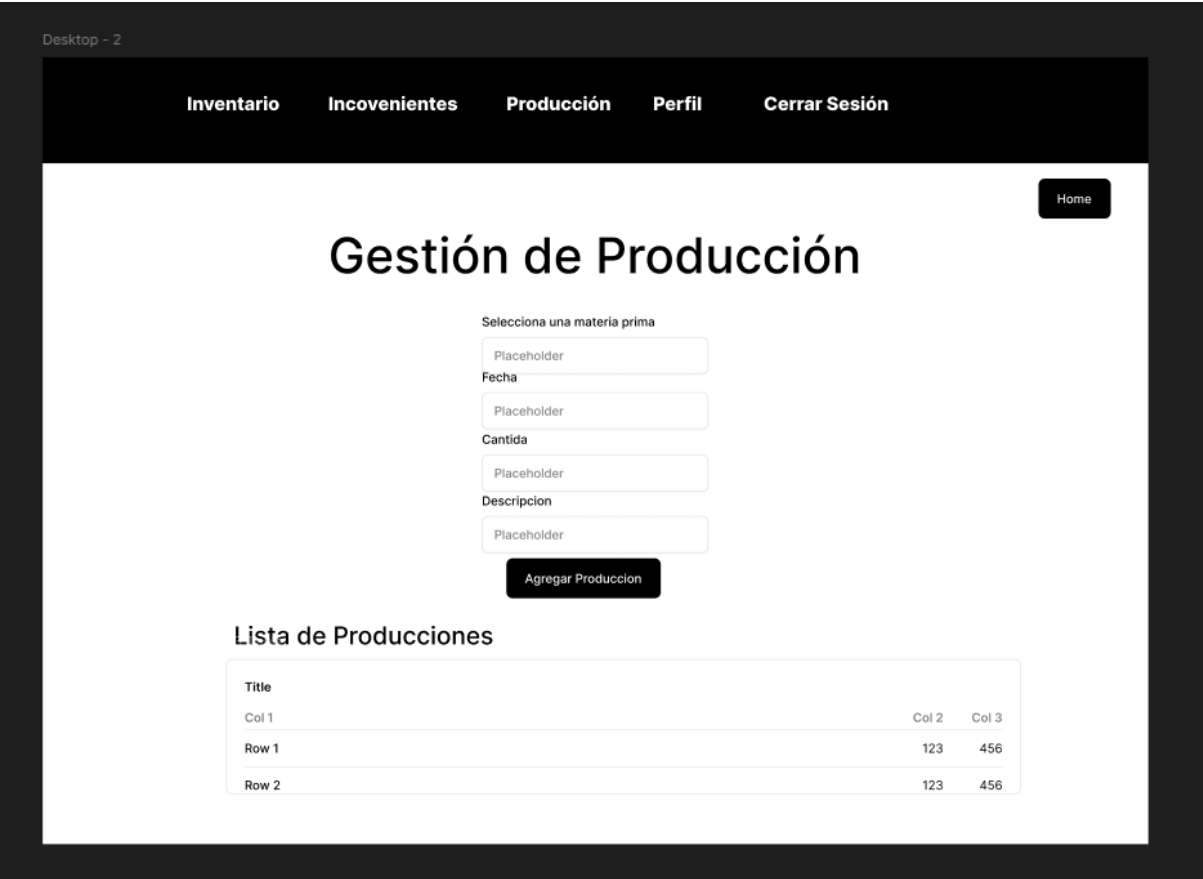 Desktop - 2
Inventario Incovenientes Producción Perfil Cerrar Sesión
Home
Gestión de Producción
Selecciona una materia prima
Placeholder
Fecha
Placeholder
Cantida
Placeholder
Descripcion
Placeholder
Agregar Produccion
Lista de Producciones
Title
Col 1 Col 2 Col 3
Row 1 123 456
Row 2 123 456